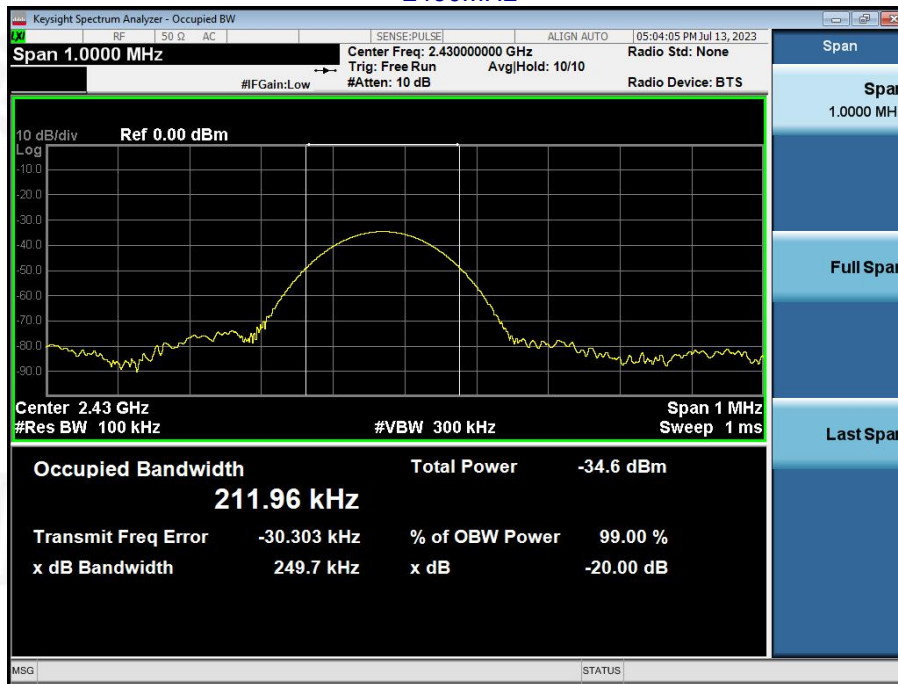 Keysight Spectrum Analyzer - Occupied BW
LXI RF 50 Ω AC SENSE:PULSE ALIGN AUTO 05:04:05 PM Jul 13, 2023
Span 1.0000 MHz
Center Freq: 2.430000000 GHz Radio Std: None
Trig: Free Run Avg|Hold: 10/10
#IFGain:Low #Atten: 10 dB Radio Device: BTS
Span
Span
1.0000 MH
Full Span
Last Span
10 dB/div Ref 0.00 dBm
Log
-10.0
-20.0
-30.0
-40.0
-50.0
-60.0
-70.0
-80.0
-90.0
Center 2.43 GHz Span 1 MHz
#Res BW 100 kHz #VBW 300 kHz Sweep 1 ms
Occupied Bandwidth Total Power -34.6 dBm
211.96 kHz
Transmit Freq Error -30.303 kHz % of OBW Power 99.00 %
x dB Bandwidth 249.7 kHz x dB -20.00 dB
MSG STATUS